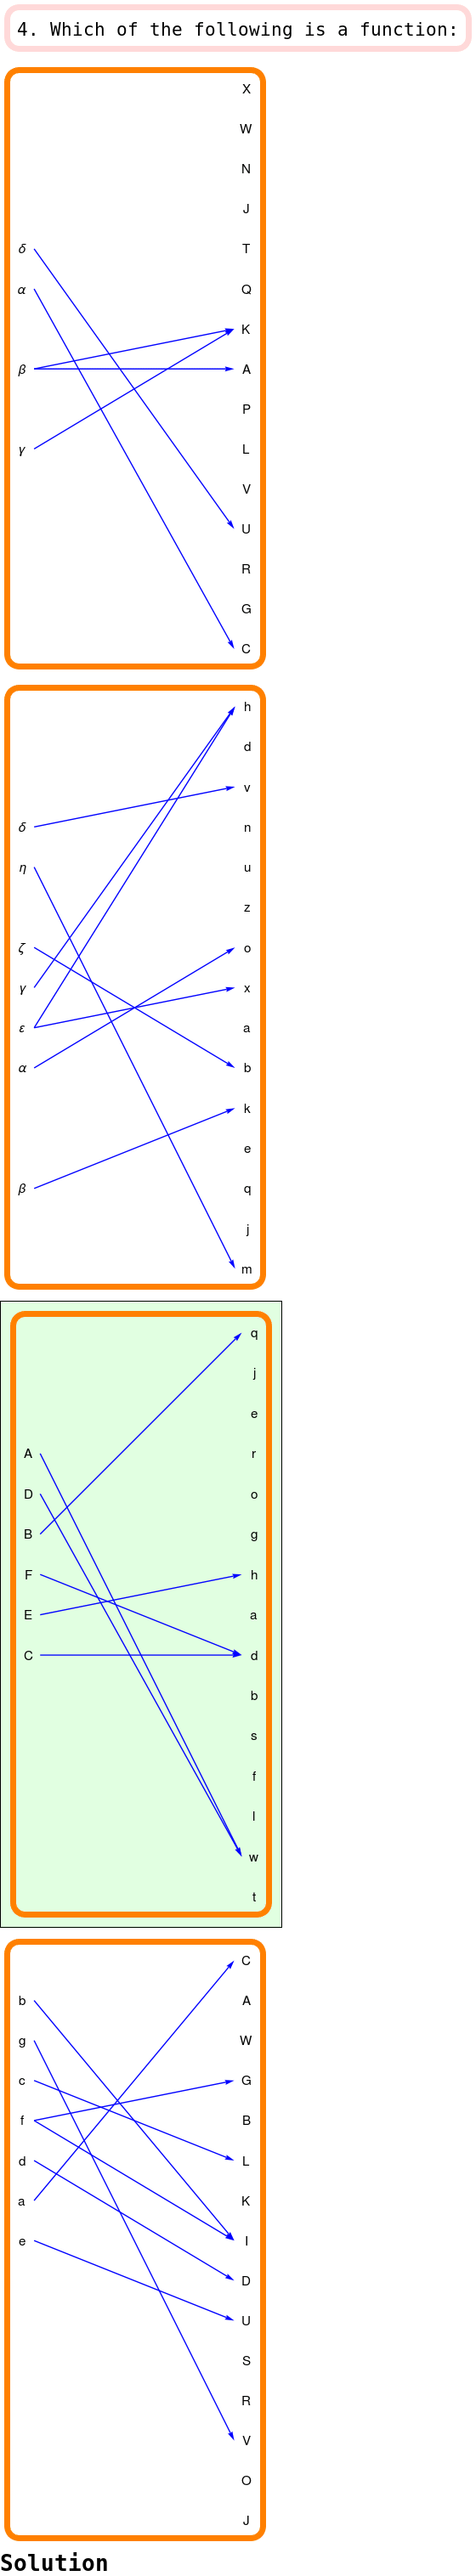 4. Which of the following is a function:
X
W
N
J
δ T
α Q
K
β A
P
γ L
V
U
R
G
C
h
d
v
δ n
η u
z
ζ o
γ x
ε a
α b
k
e
β q
j
m
q
j
e
A r
D o
B g
F h
E a
C d
b
s
f
l
w
t
C
b A
g W
c G
f B
d L
a K
e I
D
U
S
R
V
O
J
Solution